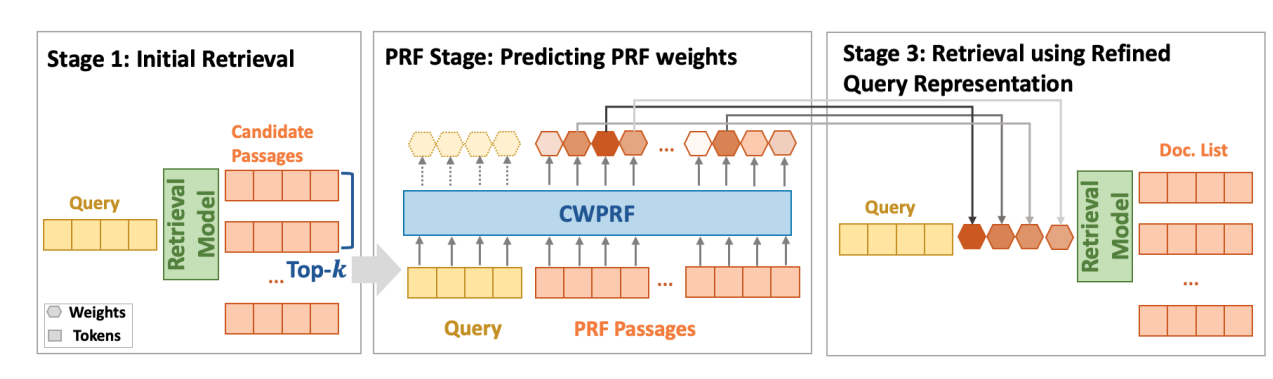 Stage 1: Initial Retrieval
Candidate
Passages
Query
Retrieval
Model
Top-k
...
Weights
Tokens
PRF Stage: Predicting PRF weights
...
CWPRF
...
Query
PRF Passages
Stage 3: Retrieval using Refined
Query Representation
Doc. List
Query
Retrieval
Model
...